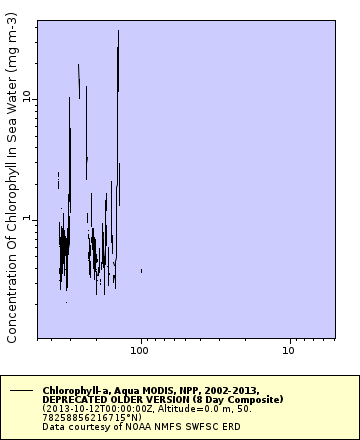 Concentration Of Chlorophyll In Sea Water (mg m-3)
10
1
100
10
Chlorophyll-a, Aqua MODIS, NPP, 2002-2013,
DEPRECATED OLDER VERSION (8 Day Composite)
(2013-10-12T00:00:00Z, Altitude=0.0 m, 50.
78258856216715°N)
Data courtesy of NOAA NMFS SWFSC ERD